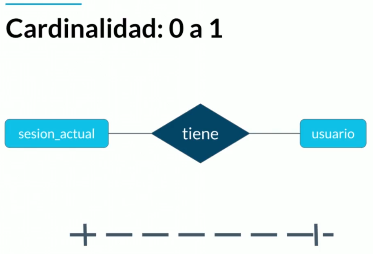 Cardinalidad: 0 a 1
sesion_actual
tiene
usuario